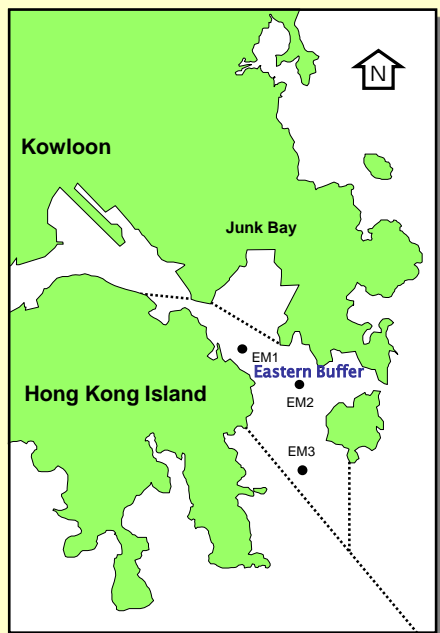 N
Kowloon
Junk Bay
EM1
Eastern Buffer
Hong Kong Island
EM2
EM3